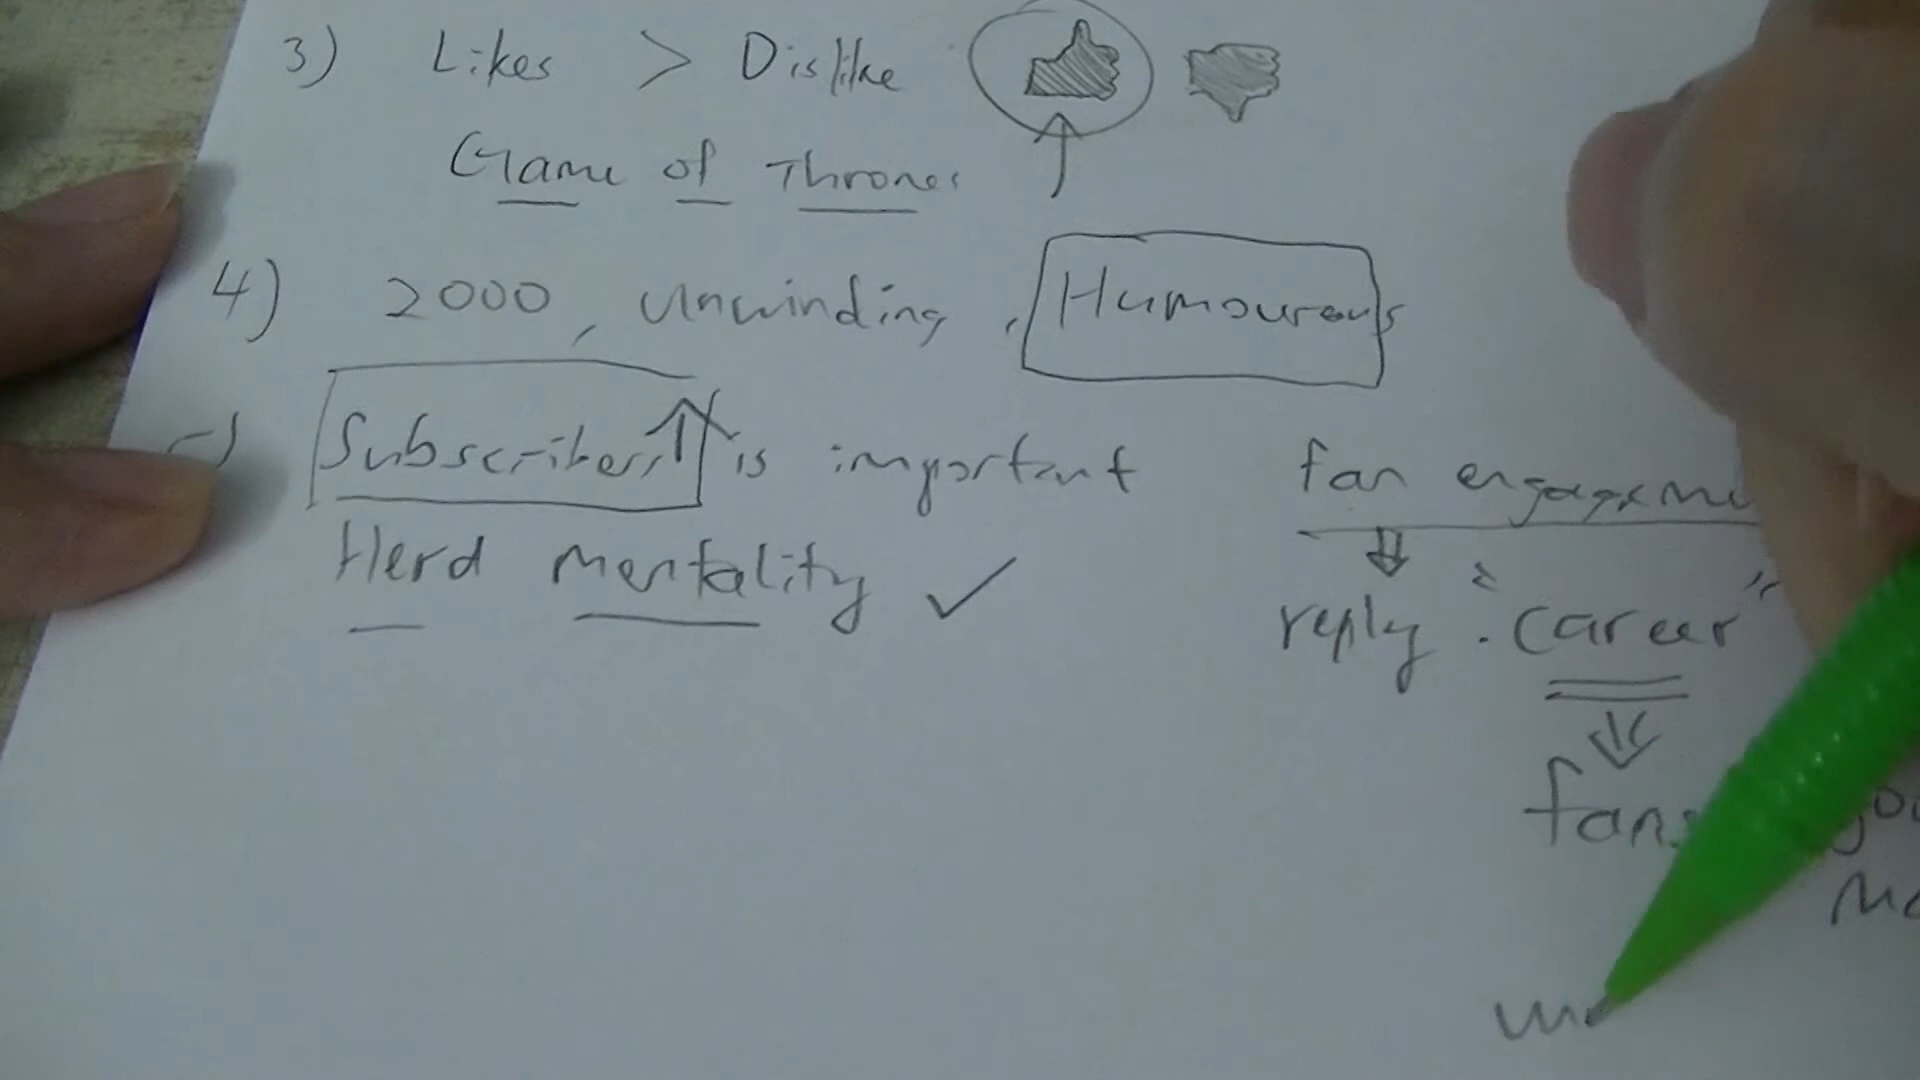 3) Likes > Dislike
Game of Thrones
4) 2000, unwinding, Humourous
Subscribers ↑ is important
Herd mentality ✓
fan
reply "career"
fans